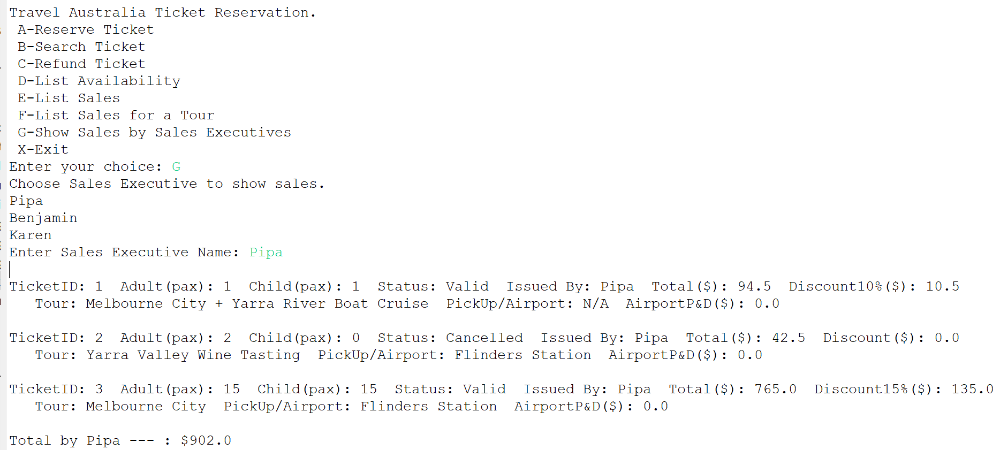 Travel Australia Ticket Reservation.
A-Reserve Ticket
B-Search Ticket
C-Refund Ticket
D-List Availability
E-List Sales
F-List Sales for a Tour
G-Show Sales by Sales Executives
X-Exit
Enter your choice: G
Choose Sales Executive to show sales.
Pipa
Benjamin
Karen
Enter Sales Executive Name: Pipa
TicketID: 1  Adult(pax): 1  Child(pax): 1  Status: Valid  Issued By: Pipa  Total($): 94.5  Discount10%($): 10.5
Tour: Melbourne City + Yarra River Boat Cruise  PickUp/Airport: N/A  AirportP&D($): 0.0
TicketID: 2  Adult(pax): 2  Child(pax): 0  Status: Cancelled  Issued By: Pipa  Total($): 42.5  Discount($): 0.0
Tour: Yarra Valley Wine Tasting  PickUp/Airport: Flinders Station  AirportP&D($): 0.0
TicketID: 3  Adult(pax): 15  Child(pax): 15  Status: Valid  Issued By: Pipa  Total($): 765.0  Discount15%($): 135.0
Tour: Melbourne City  PickUp/Airport: Flinders Station  AirportP&D($): 0.0
Total by Pipa --- : $902.0